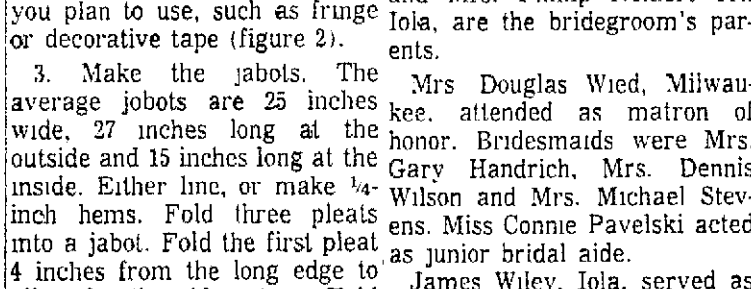 you plan to use, such as fringe
or decorative tape (figure 2).
3. Make the jabots. The
average jobots are 25 inches
wide, 27 inches long at the
outside and 15 inches long at the
inside. Either line, or make 1/4-
inch hems. Fold three pleats
into a jabot. Fold the first pleat
4 inches from the long edge to
Iola, are the bridegroom's par-
ents.
Mrs Douglas Wied, Milwau-
kee, attended as matron of
honor. Bridesmaids were Mrs.
Gary Handrich, Mrs. Dennis
Wilson and Mrs. Michael Stev-
ens. Miss Connie Pavelski acted
as junior bridal aide.
James Wiley, Iola, served as